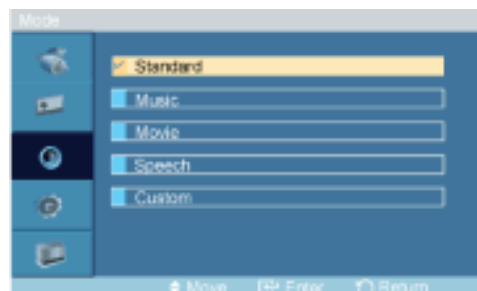 Mode
Standard
Music
Movie
Speech
Custom
Move Enter Return